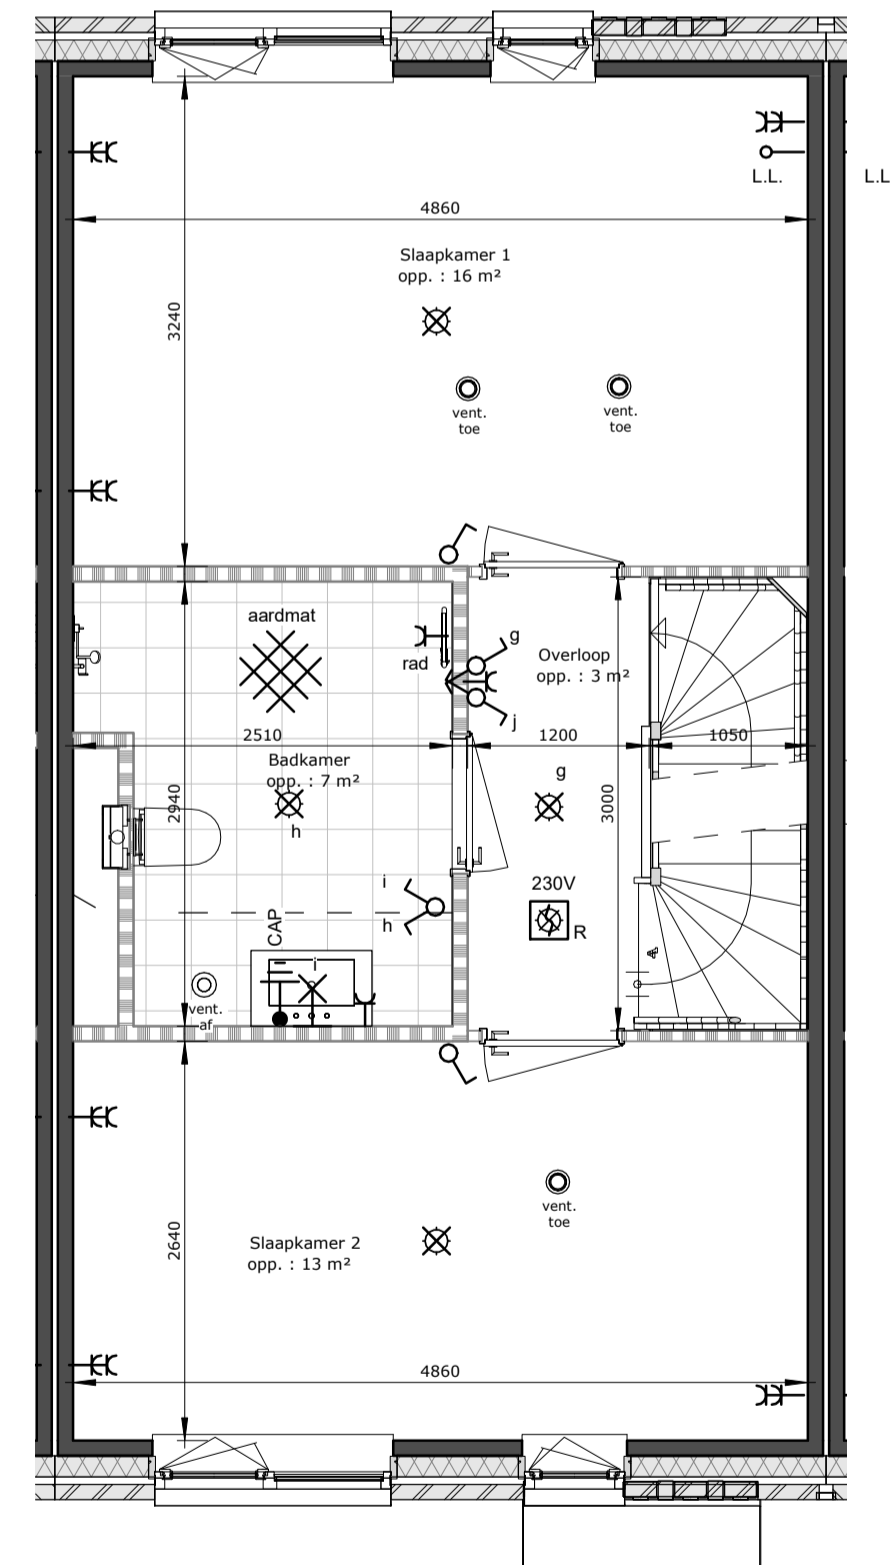 L.L.
L.L
4860
Slaapkamer 1
opp. : 16 m²
3240
vent.
toe
vent.
toe
aardmat
rad
g
Overloop
opp. : 3 m²
j
2510
1200
1050
Badkamer
opp. : 7 m²
g
2940
3000
h
i
230V
h
CAP
R
A
i
vent.
af
vent.
toe
2640
Slaapkamer 2
opp. : 13 m²
4860